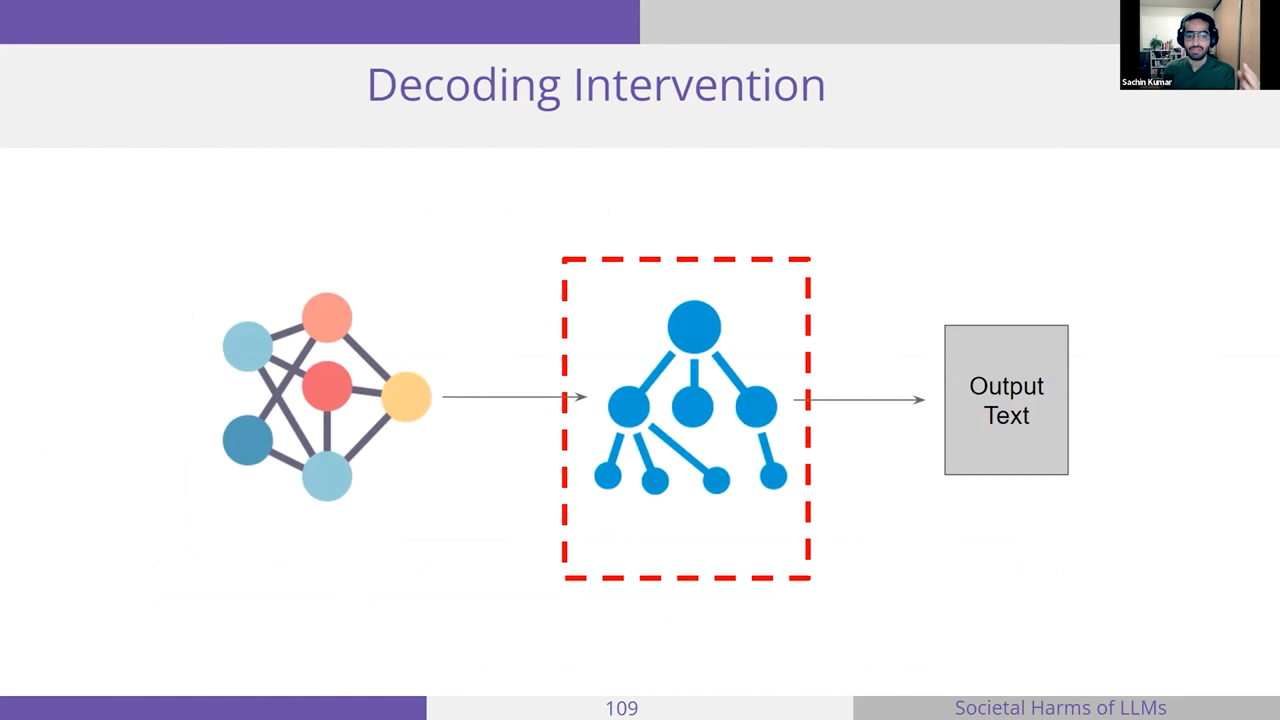 Decoding Intervention
Sachin Kumar
Output
Text
109
Societal Harms of LLMs